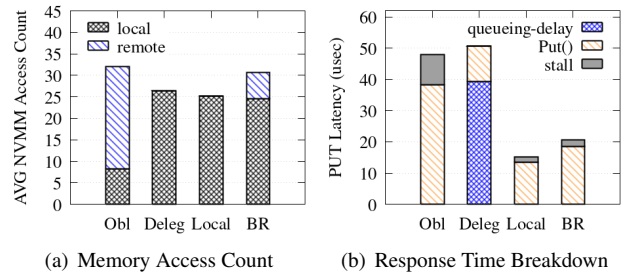 AVG NVMM Access Count
45
40
35
30
25
20
15
10
5
0
local
remote
Obl Deleg Local BR
(a) Memory Access Count
PUT Latency (usec)
60
50
40
30
20
10
0
queueing-delay
Put()
stall
Obl Deleg Local BR
(b) Response Time Breakdown